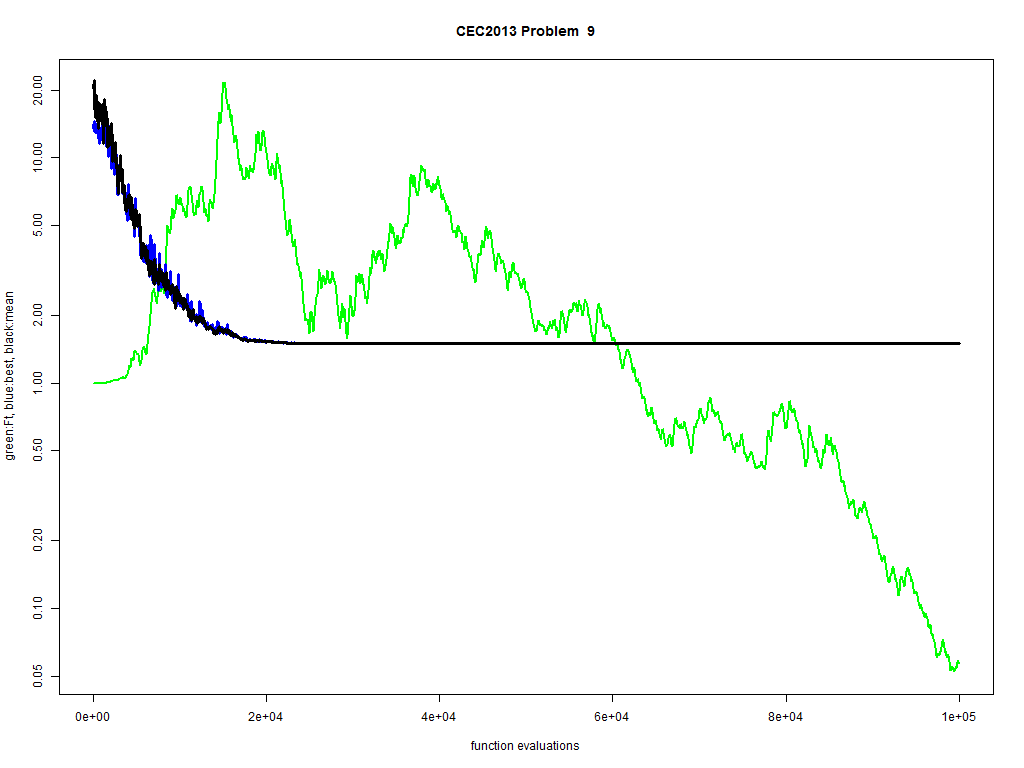 CEC2013 Problem  9
green:Ft, blue:best, black:mean
20.00
10.00
5.00
2.00
1.00
0.50
0.20
0.10
0.05
0e+00
2e+04
4e+04
6e+04
8e+04
1e+05
function evaluations